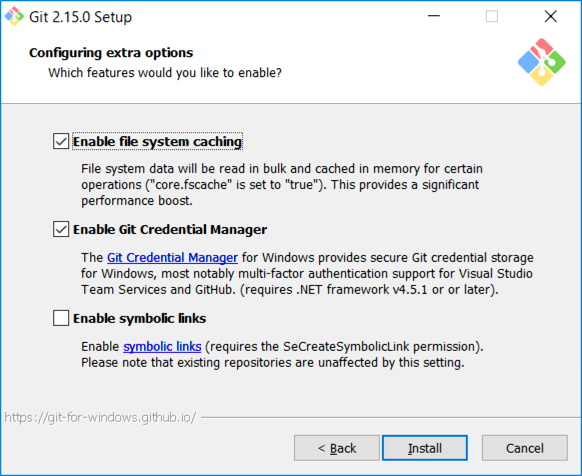 Git 2.15.0 Setup
Configuring extra options
Which features would you like to enable?
Enable file system caching
File system data will be read in bulk and cached in memory for certain
operations ("core.fscache" is set to "true"). This provides a significant
performance boost.
Enable Git Credential Manager
The Git Credential Manager for Windows provides secure Git credential storage
for Windows, most notably multi-factor authentication support for Visual Studio
Team Services and GitHub. (requires .NET framework v4.5.1 or or later).
Enable symbolic links
Enable symbolic links (requires the SeCreateSymbolicLink permission).
Please note that existing repositories are unaffected by this setting.
https://git-for-windows.github.io/
< Back Install Cancel